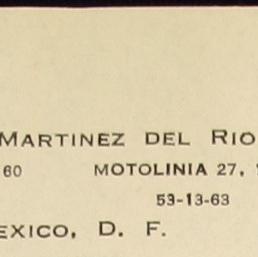 MARTINEZ DEL RIO
60 MOTOLINIA 27,
53-13-63
EXICO, D. F.